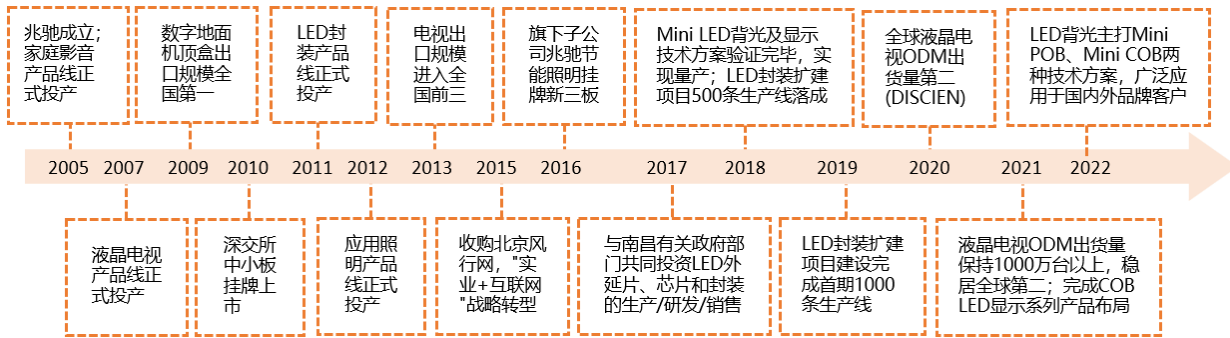 兆驰成立；
家庭影音
产品线正
式投产
数字地面
机顶盒出
口规模全
国第一
LED封
装产品
线正式
投产
电视出
口规模
进入全
国前三
旗下子公
司兆驰节
能照明挂
牌新三板
Mini LED背光及显示
技术方案验证完毕，实
现量产；LED封装扩建
项目500条生产线落成
全球液晶电
视ODM出
货量第二
(DISCIEN)
LED背光主打Mini
POB、Mini COB两
种技术方案，广泛应
用于国内外品牌客户
2005 2007 2009 2010 2011 2012 2013 2015 2016 2017 2018 2019 2020 2021 2022
液晶电视
产品线正
式投产
深交所
中小板
挂牌上
市
应用照
明产品
线正式
投产
收购北京风
行网，"实
业+互联网
"战略转型
与南昌有关政府部
门共同投资LED外
延片、芯片和封装
的生产/研发/销售
LED封装扩建
项目建设完
成首期1000
条生产线
液晶电视ODM出货量
保持1000万台以上，稳
居全球第二；完成COB
LED显示系列产品布局